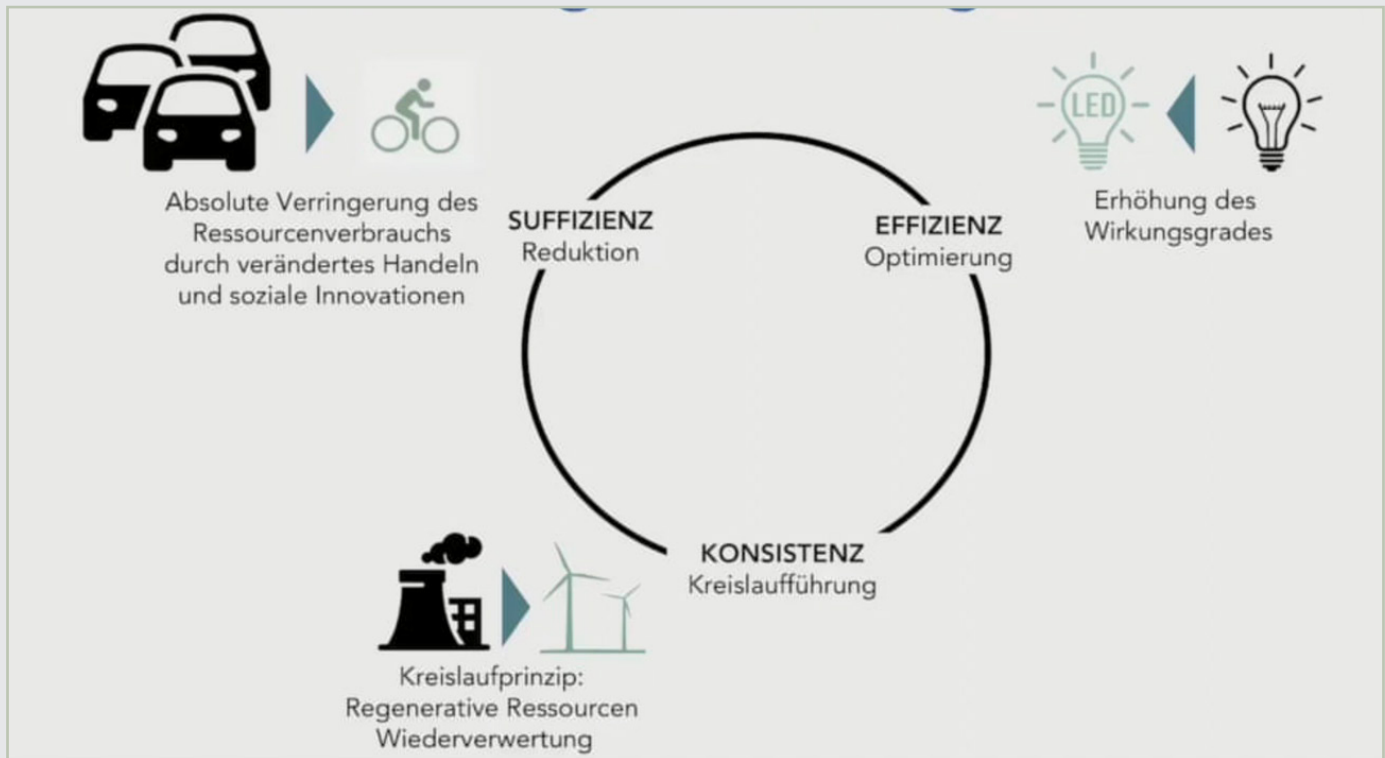 LED
Absolute Verringerung des
Ressourcenverbrauchs
durch verändertes Handeln
und soziale Innovationen
SUFFIZIENZ
Reduktion
EFFIZIENZ
Optimierung
Erhöhung des
Wirkungsgrades
KONSISTENZ
Kreislaufführung
Kreislaufprinzip:
Regenerative Ressourcen
Wiederverwertung